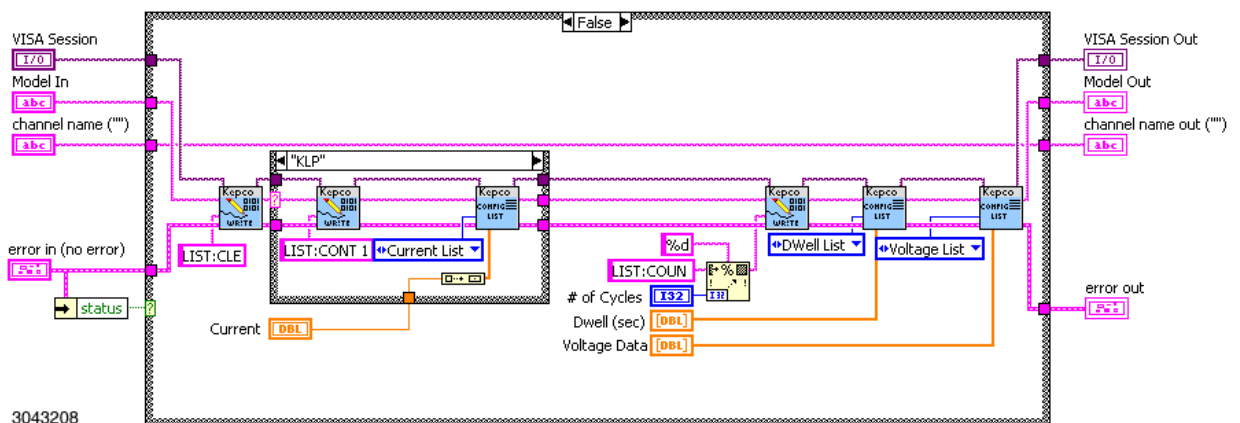 False
VISA Session
I/O
Model In
abc
channel name ("")
abc
error in (no error)
status
?
"KLP"
Kepco
WRITE
LIST:CLE
?
Kepco
WRITE
LIST:CONT 1
Kepco
CONFIG
LIST
Current List
Current
DBL
%d
LIST:COUN
# of Cycles
I32
%
I32
Dwell (sec)
[DBL]
Voltage Data
[DBL]
Kepco
WRITE
DWell List
Kepco
CONFIG
LIST
Voltage List
Kepco
CONFIG
LIST
VISA Session Out
I/O
Model Out
abc
channel name out ("")
abc
error out
3043208